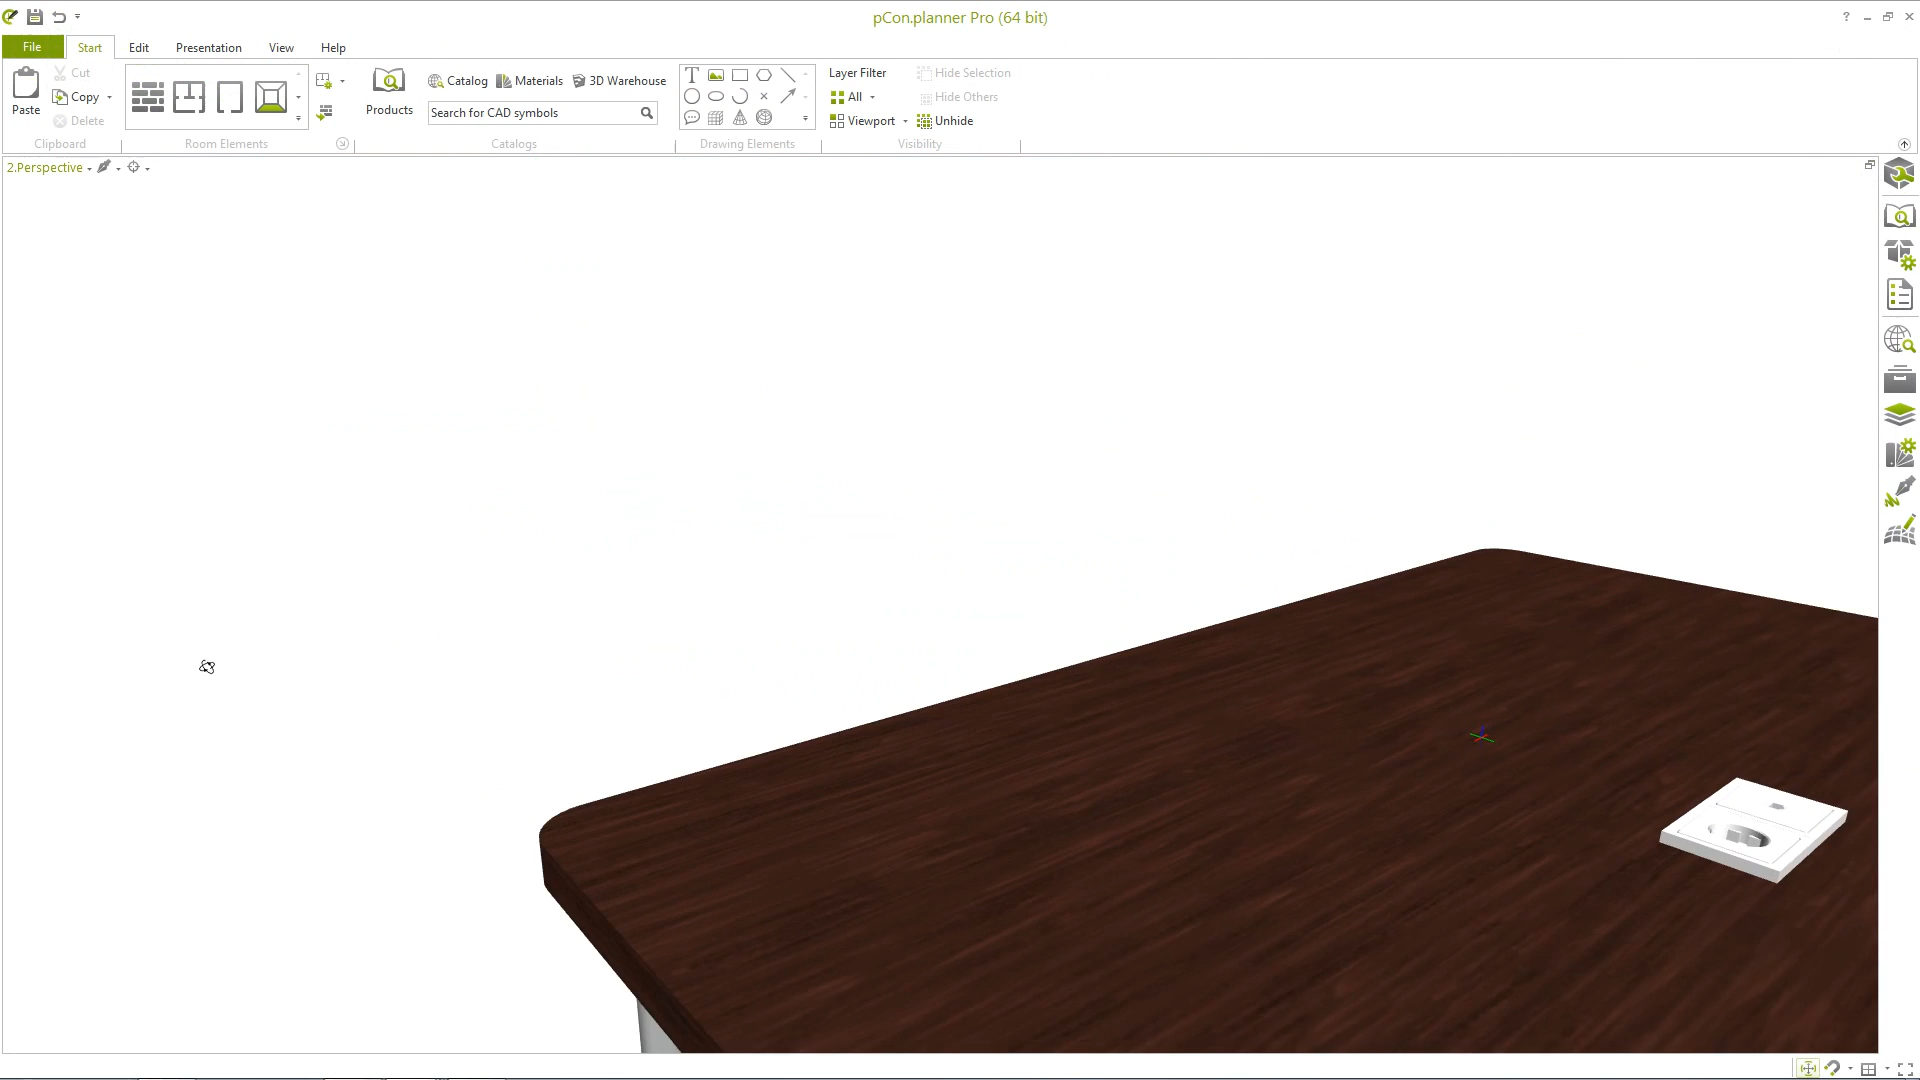 pCon.planner Pro (64 bit)
?
File Start Edit Presentation View Help
Paste
Cut
Copy
Delete
Clipboard
Room Elements
Products
Catalog Materials 3D Warehouse
Search for CAD symbols
Catalogs
Drawing Elements
Layer Filter
All
Viewport
Hide Selection
Hide Others
Unhide
Visibility
2.Perspective